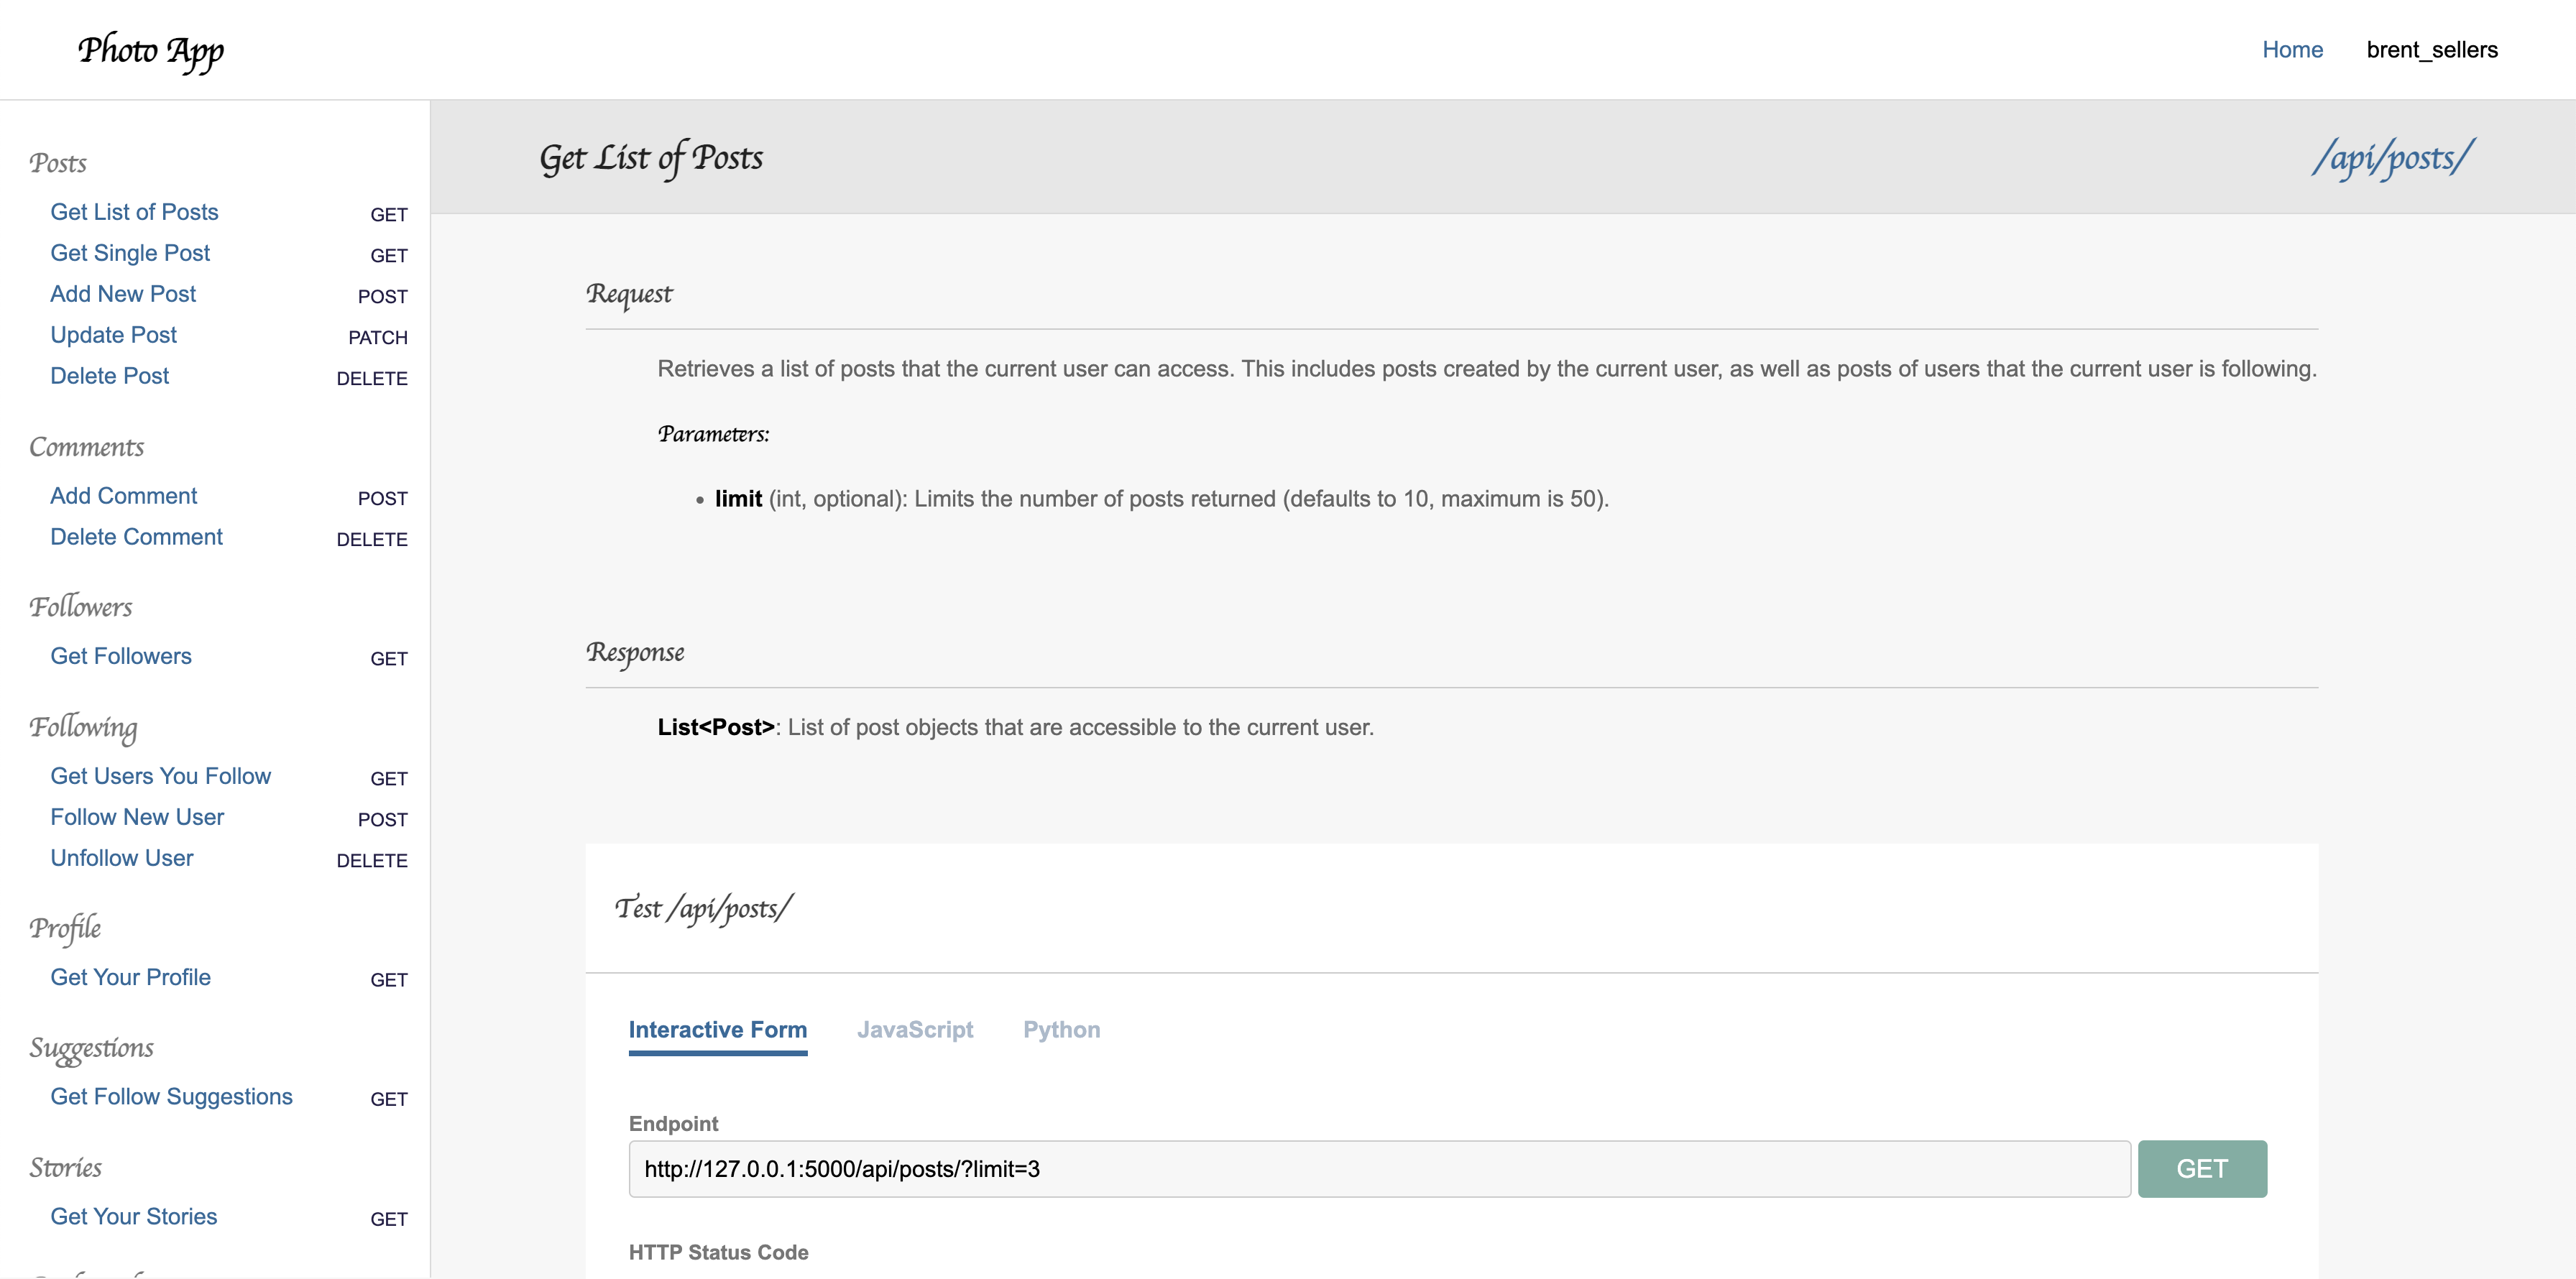 Photo App
Home
brent_sellers
Posts
Get List of Posts GET
Get Single Post GET
Add New Post POST
Update Post PATCH
Delete Post DELETE
Comments
Add Comment POST
Delete Comment DELETE
Followers
Get Followers GET
Following
Get Users You Follow GET
Follow New User POST
Unfollow User DELETE
Profile
Get Your Profile GET
Suggestions
Get Follow Suggestions GET
Stories
Get Your Stories GET
Get List of Posts
/api/posts/
Request
Retrieves a list of posts that the current user can access. This includes posts created by the current user, as well as posts of users that the current user is following.
Parameters:
• limit (int, optional): Limits the number of posts returned (defaults to 10, maximum is 50).
Response
List<Post>: List of post objects that are accessible to the current user.
Test /api/posts/
Interactive Form JavaScript Python
Endpoint
http://127.0.0.1:5000/api/posts/?limit=3
GET
HTTP Status Code